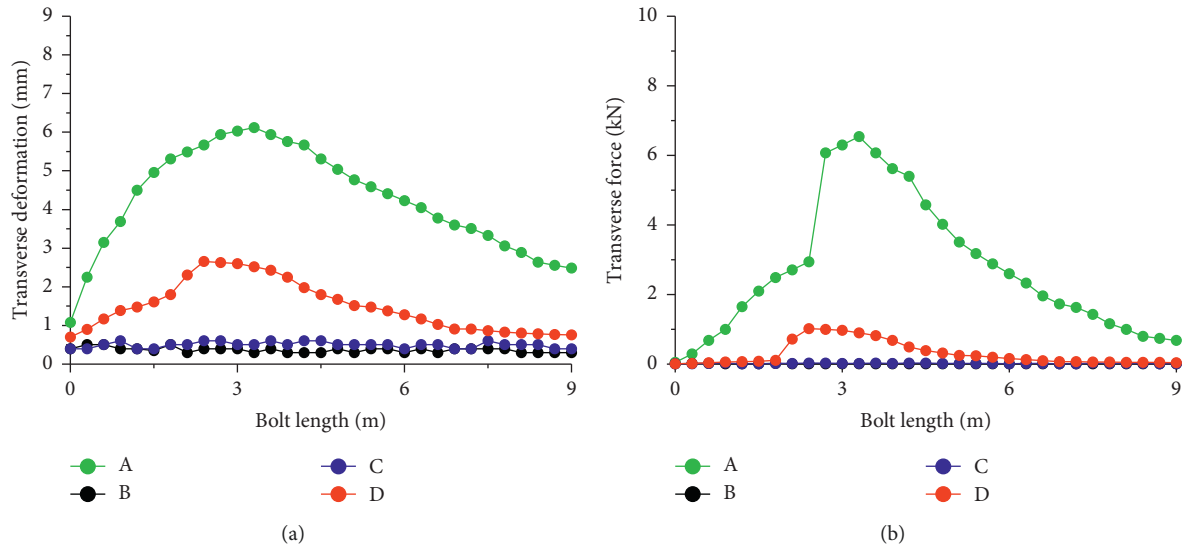 9
8
7
6
5
4
3
2
1
0
Transverse deformation (mm)
0
3
6
9
Bolt length (m)
A
B
C
D
(a)
10
8
6
4
2
0
Transverse force (kN)
0
3
6
9
Bolt length (m)
A
B
C
D
(b)